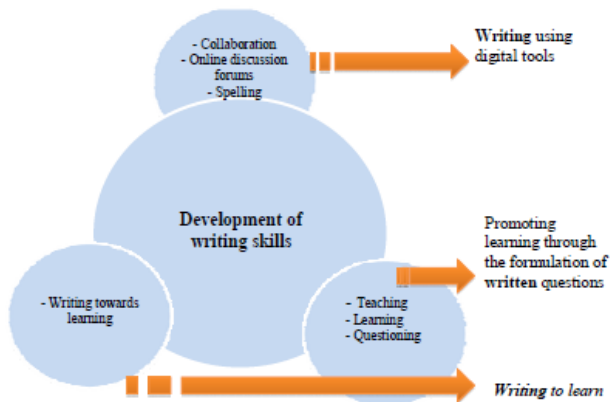 - Collaboration
- Online discussion
forums
- Spelling
Writing using
digital tools
Development of
writing skills
Promoting
learning through
the formulation of
written questions
- Writing towards
learning
- Teaching
- Learning
- Questioning
Writing to learn